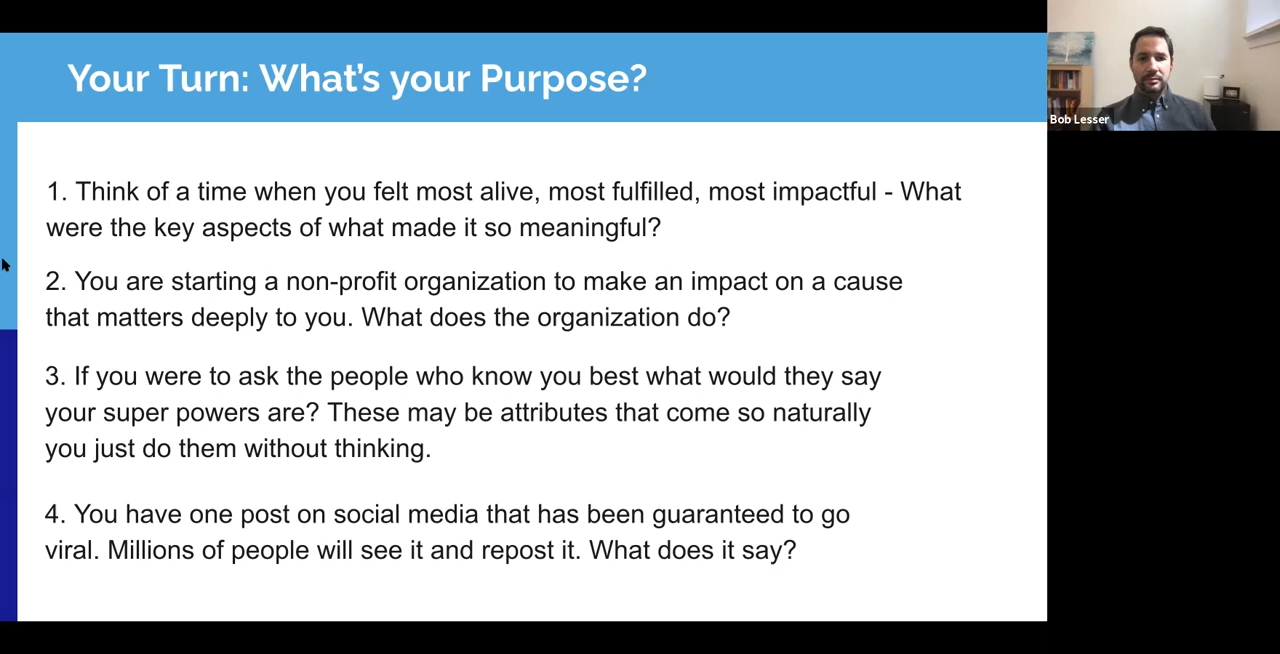 Your Turn: What's your Purpose?
Bob Lesser
1. Think of a time when you felt most alive, most fulfilled, most impactful - What
were the key aspects of what made it so meaningful?
2. You are starting a non-profit organization to make an impact on a cause
that matters deeply to you. What does the organization do?
3. If you were to ask the people who know you best what would they say
your super powers are? These may be attributes that come so naturally
you just do them without thinking.
4. You have one post on social media that has been guaranteed to go
viral. Millions of people will see it and repost it. What does it say?